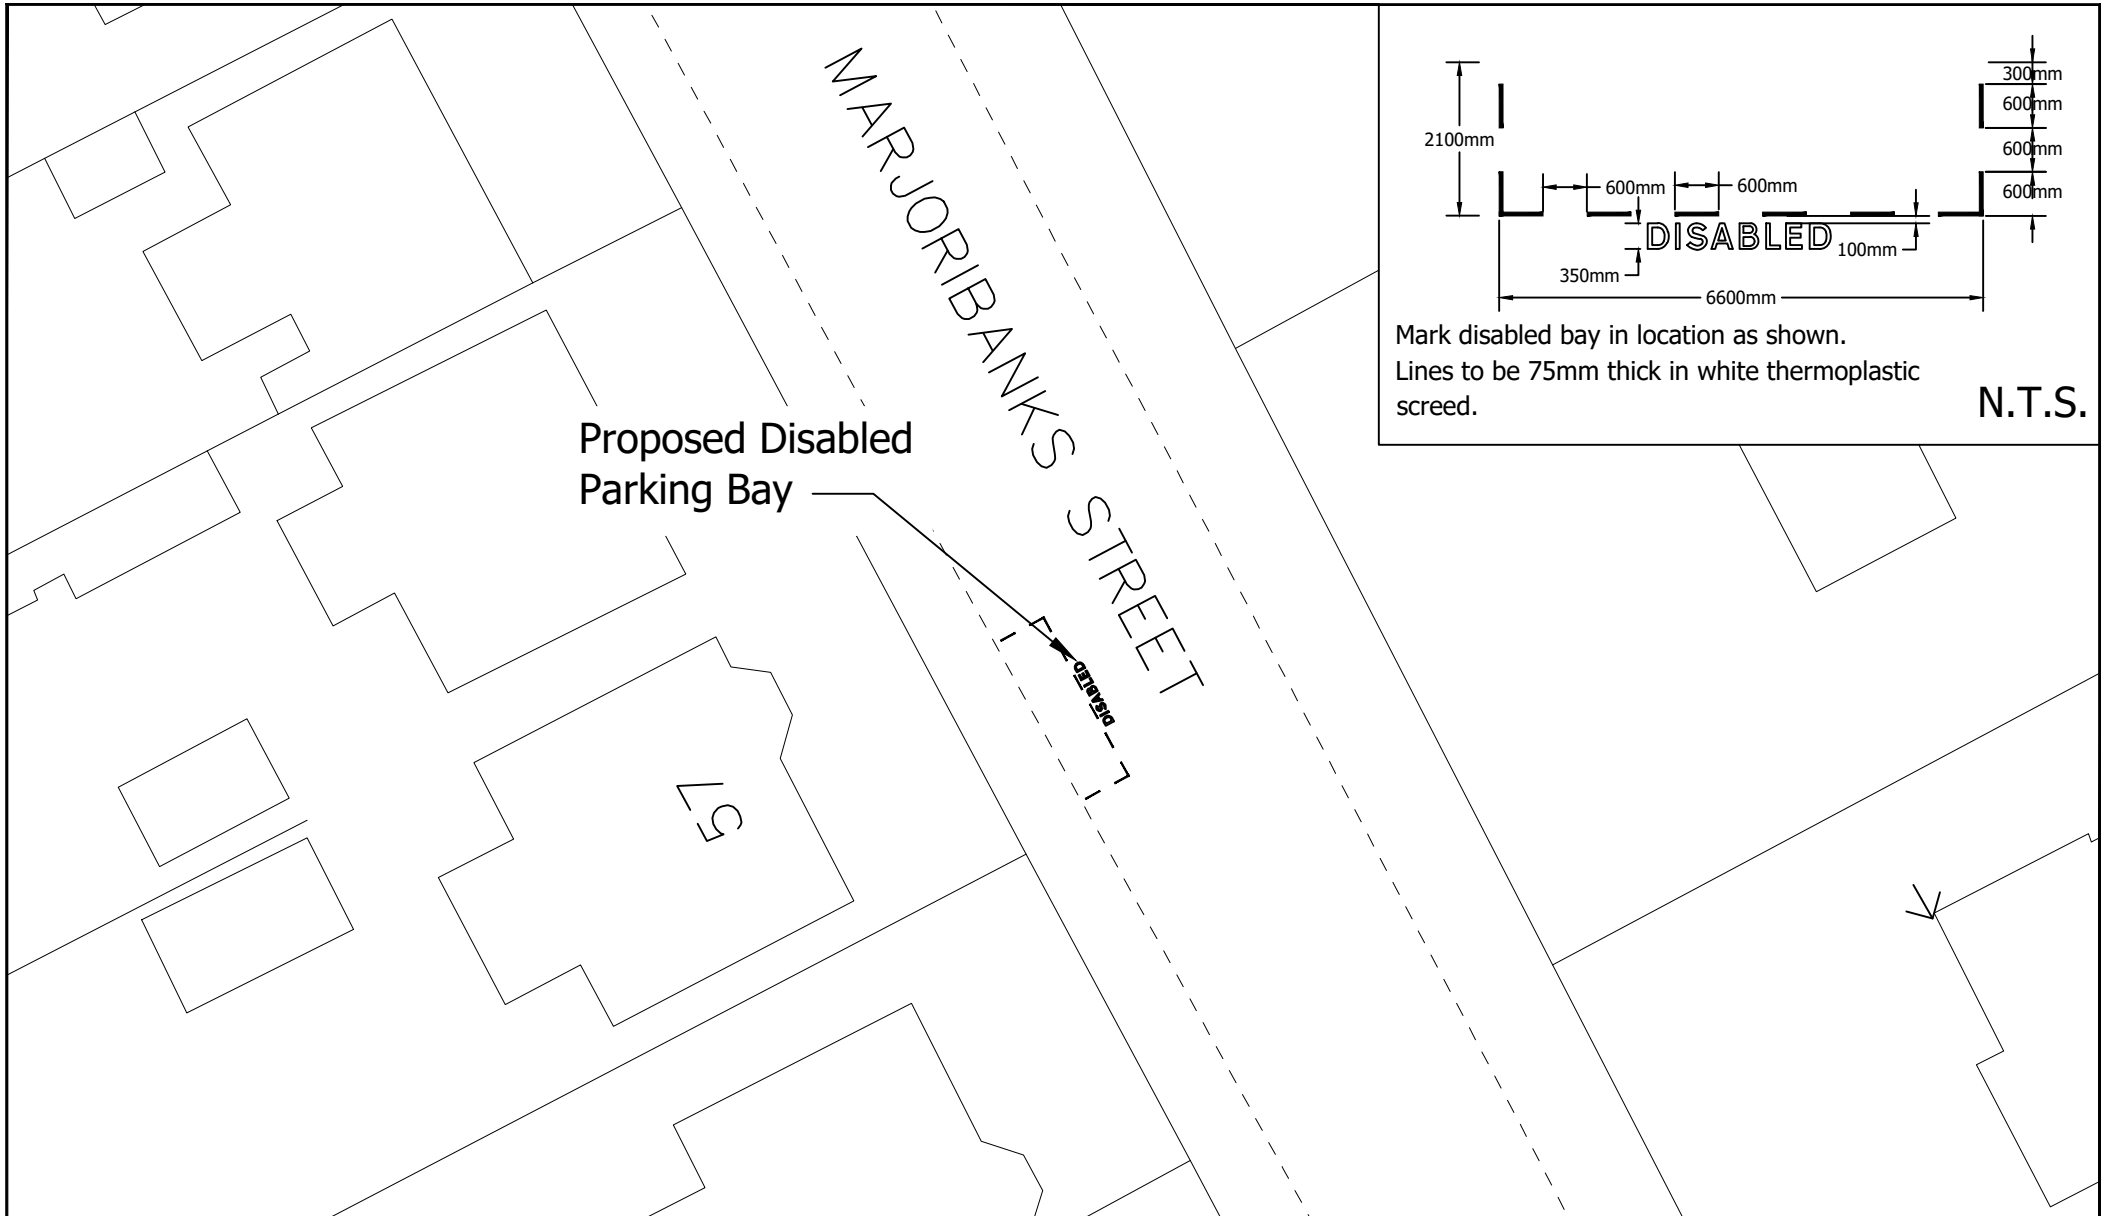 MARJORIBANKS STREET
Proposed Disabled
Parking Bay
DISABLED
57
300mm
600mm
2100mm
600mm
600mm
600mm
600mm
DISABLED
100mm
350mm
6600mm
Mark disabled bay in location as shown.
Lines to be 75mm thick in white thermoplastic
screed.
N.T.S.